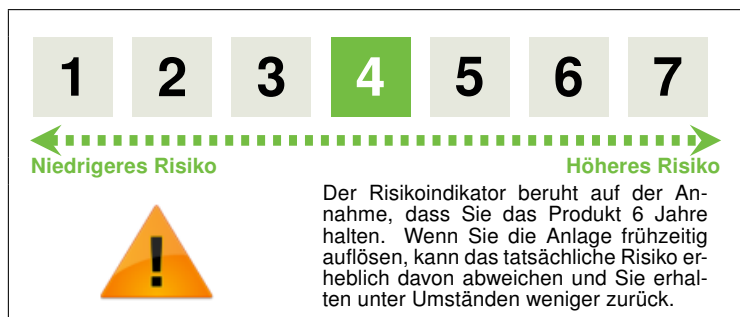 1 2 3 4 5 6 7
Niedrigeres Risiko Höheres Risiko
Der Risikoindikator beruht auf der An-
nahme, dass Sie das Produkt 6 Jahre
halten. Wenn Sie die Anlage frühzeitig
auflösen, kann das tatsächliche Risiko er-
heblich davon abweichen und Sie erhal-
ten unter Umständen weniger zurück.